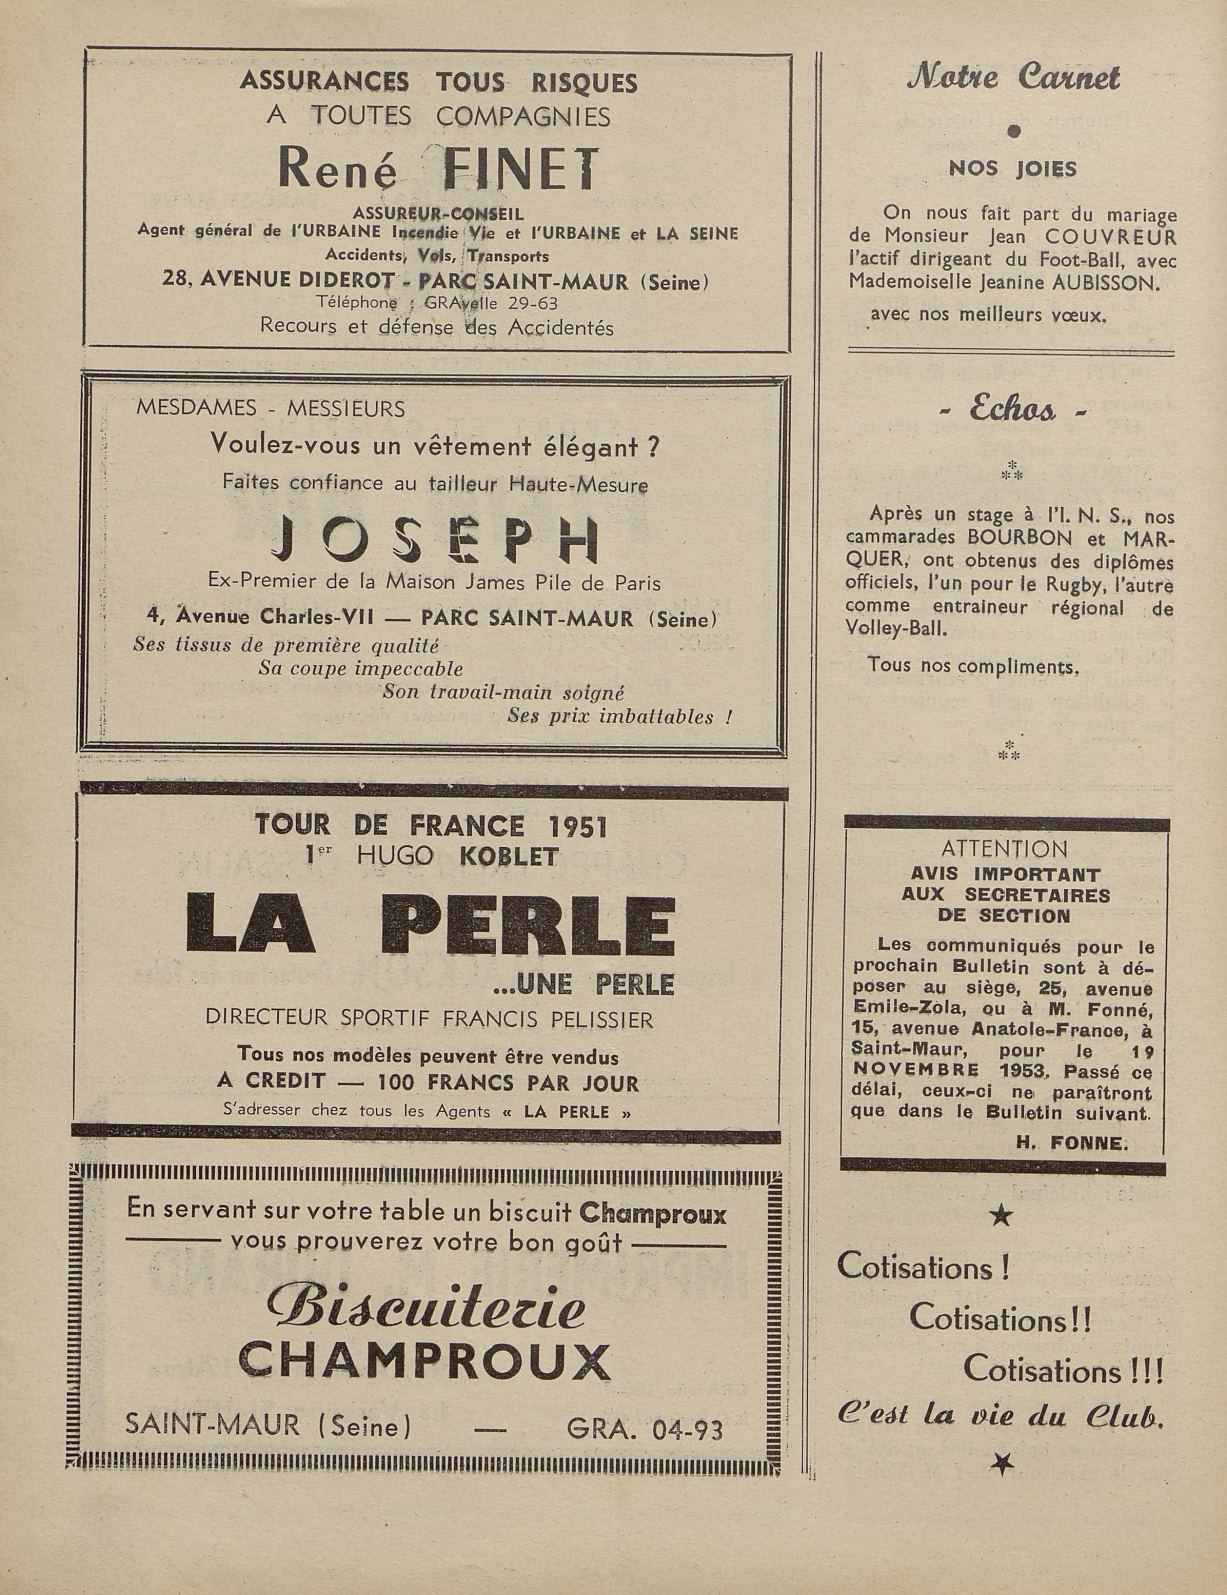 ASSURANCES TOUS RISQUES
A TOUTES COMPAGNIES
René FINET
ASSUREUR-CONSEIL
Agent général de l'URBAINE Incendie Vie et l'URBAINE et LA SEINE
Accidents, Vols, Transports
28, AVENUE DIDEROT - PARC SAINT-MAUR (Seine)
Téléphone : GRAvelle 29-63
Recours et défense des Accidentés
MESDAMES - MESSIEURS
Voulez-vous un vêtement élégant ?
Faites confiance au tailleur Haute-Mesure
JOSEPH
Ex-Premier de la Maison James Pile de Paris
4, Avenue Charles-VII — PARC SAINT-MAUR (Seine)
Ses tissus de première qualité
Sa coupe impeccable
Son travail-main soigné
Ses prix imbattables !
TOUR DE FRANCE 1951
1er HUGO KOBLET
LA PERLE
...UNE PERLE
DIRECTEUR SPORTIF FRANCIS PELISSIER
Tous nos modèles peuvent être vendus
A CREDIT — 100 FRANCS PAR JOUR
S'adresser chez tous les Agents « LA PERLE »
En servant sur votre table un biscuit Champroux
vous prouverez votre bon goût
Biscuiterie
CHAMPROUX
SAINT-MAUR (Seine) — GRA. 04-93
Notre Carnet
NOS JOIES
On nous fait part du mariage
de Monsieur Jean COUVREUR
l'actif dirigeant du Foot-Ball, avec
Mademoiselle Jeanine AUBISSON.
avec nos meilleurs vœux.
- Echos -
Après un stage à l'I. N. S., nos
cammarades BOURBON et MAR-
QUER, ont obtenus des diplômes
officiels, l'un pour le Rugby, l'autre
comme entraineur régional de
Volley-Ball.
Tous nos compliments.
ATTENTION
AVIS IMPORTANT
AUX SECRETAIRES
DE SECTION
Les communiqués pour le
prochain Bulletin sont à dé-
poser au siège, 25, avenue
Emile-Zola, ou à M. Fonné,
15, avenue Anatole-France, à
Saint-Maur, pour le 19
NOVEMBRE 1953. Passé ce
délai, ceux-ci ne paraîtront
que dans le Bulletin suivant.
H. FONNE.
Cotisations !
Cotisations !!
Cotisations !!!
C'est la vie du Club.